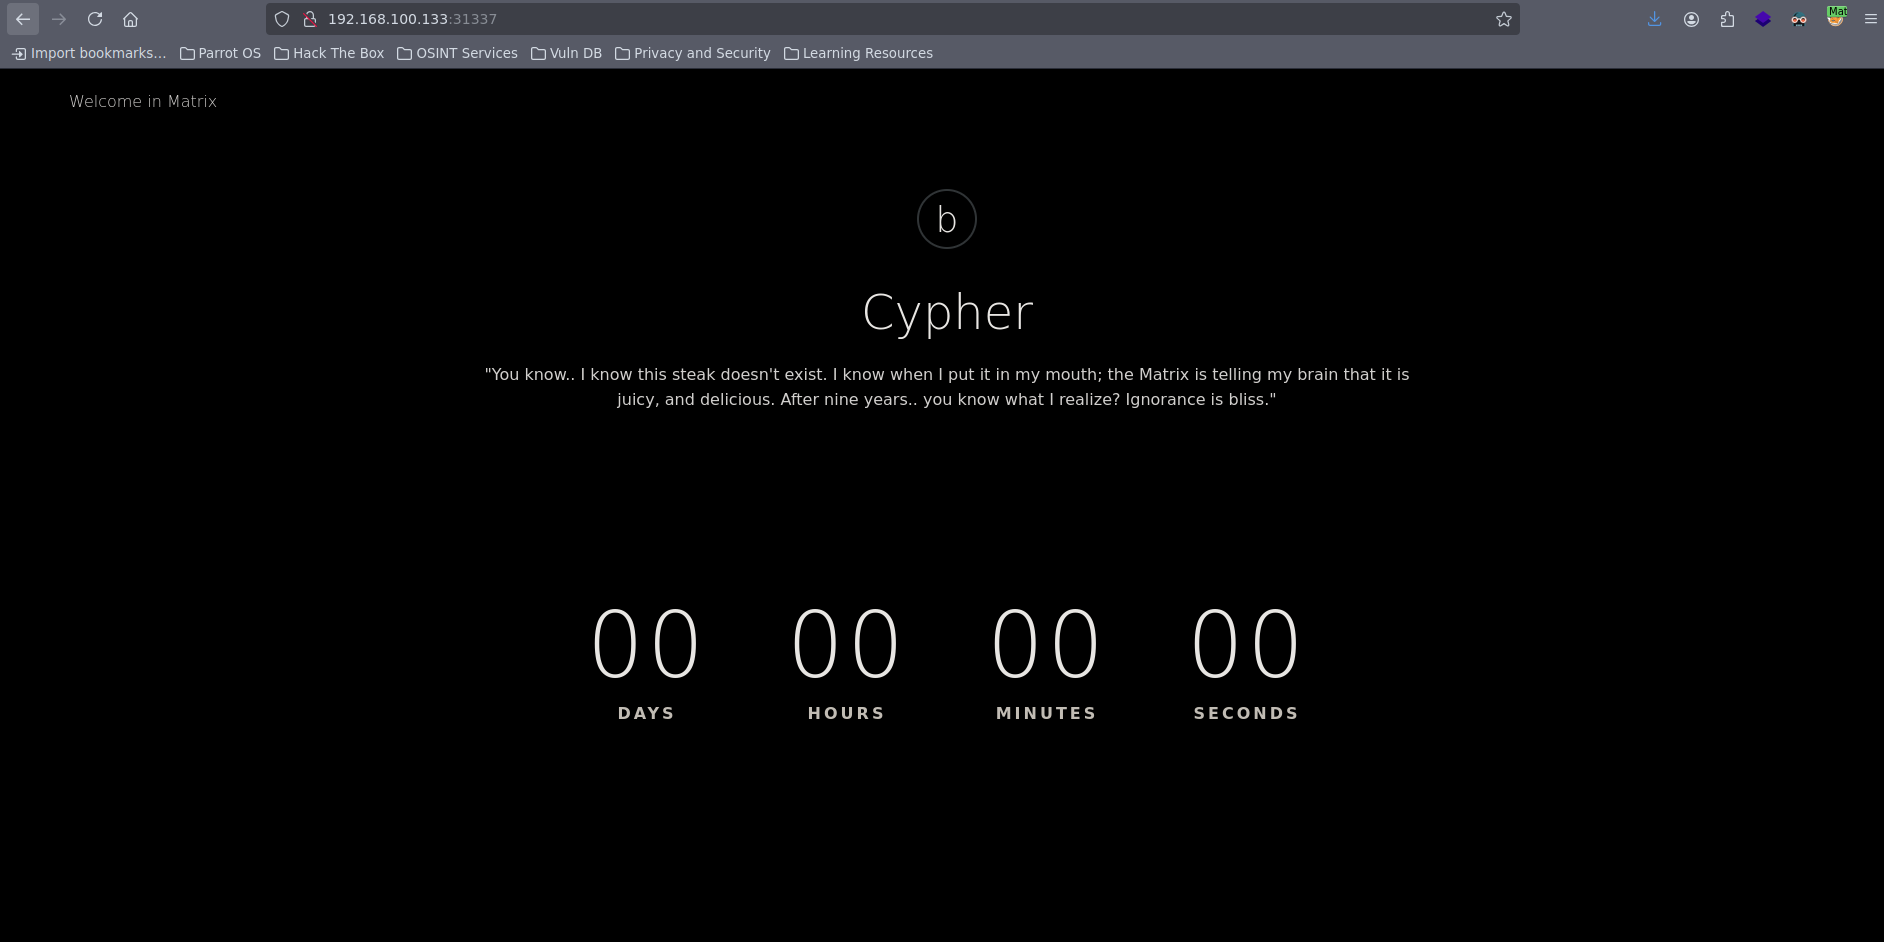 192.168.100.133:31337
Import bookmarks... Parrot OS Hack The Box OSINT Services Vuln DB Privacy and Security Learning Resources
Mat
Welcome in Matrix
b
Cypher
"You know.. I know this steak doesn't exist. I know when I put it in my mouth; the Matrix is telling my brain that it is
juicy, and delicious. After nine years.. you know what I realize? Ignorance is bliss."
00 00 00 00
DAYS HOURS MINUTES SECONDS